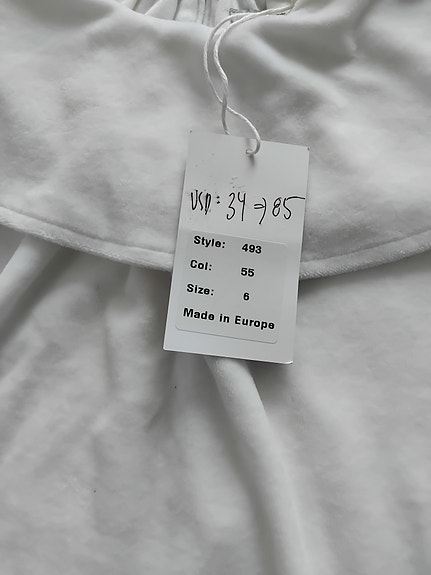 USD: 34 => 85
Style: 493
Col: 55
Size: 6
Made in Europe